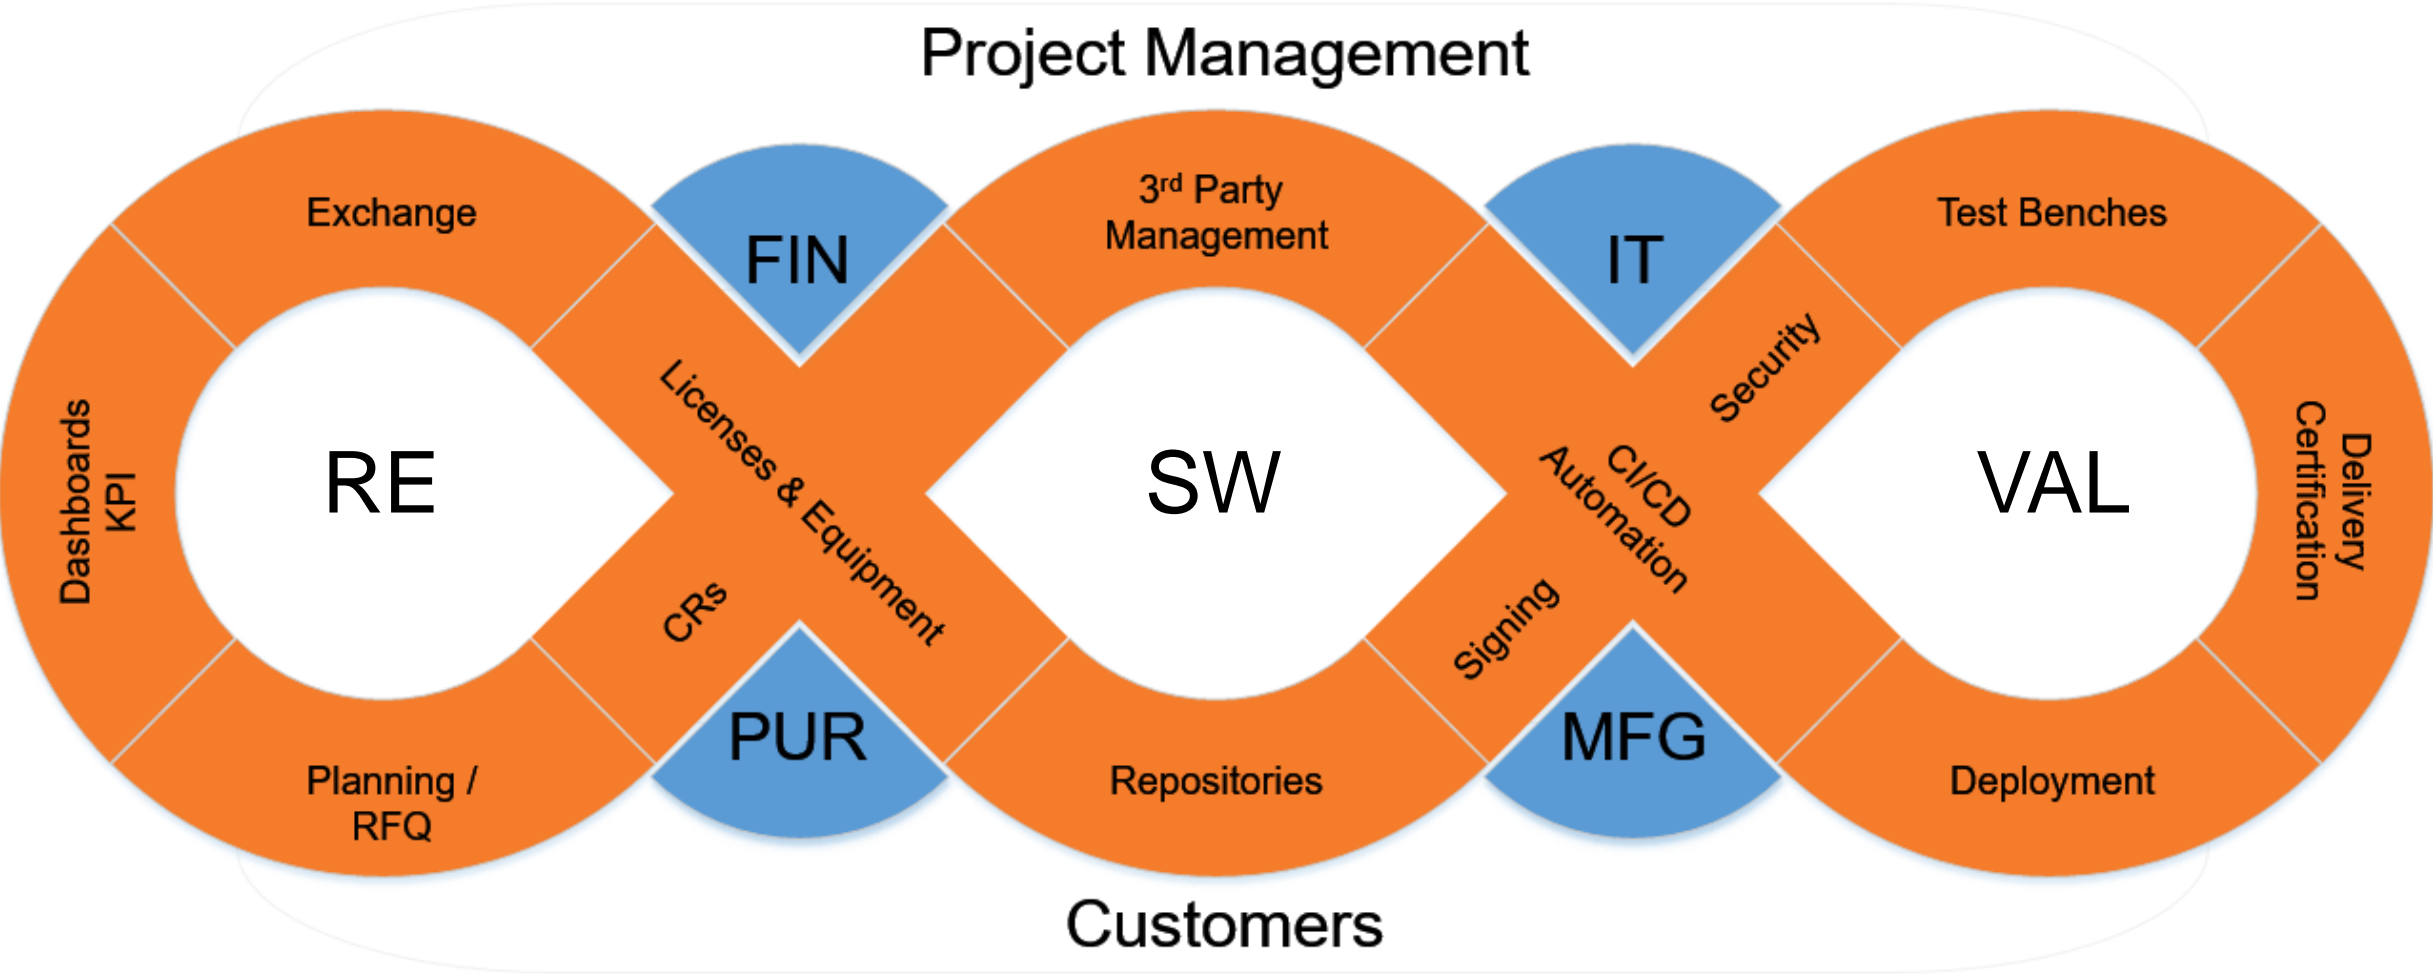 Project Management
Exchange
FIN
3rd Party
Management
IT
Test Benches
Dashboards
KPI
RE
Licenses & Equipment
CRs
SW
Security
CI/CD
Automation
Signing
VAL
Delivery
Certification
Planning /
RFQ
PUR
Repositories
MFG
Deployment
Customers